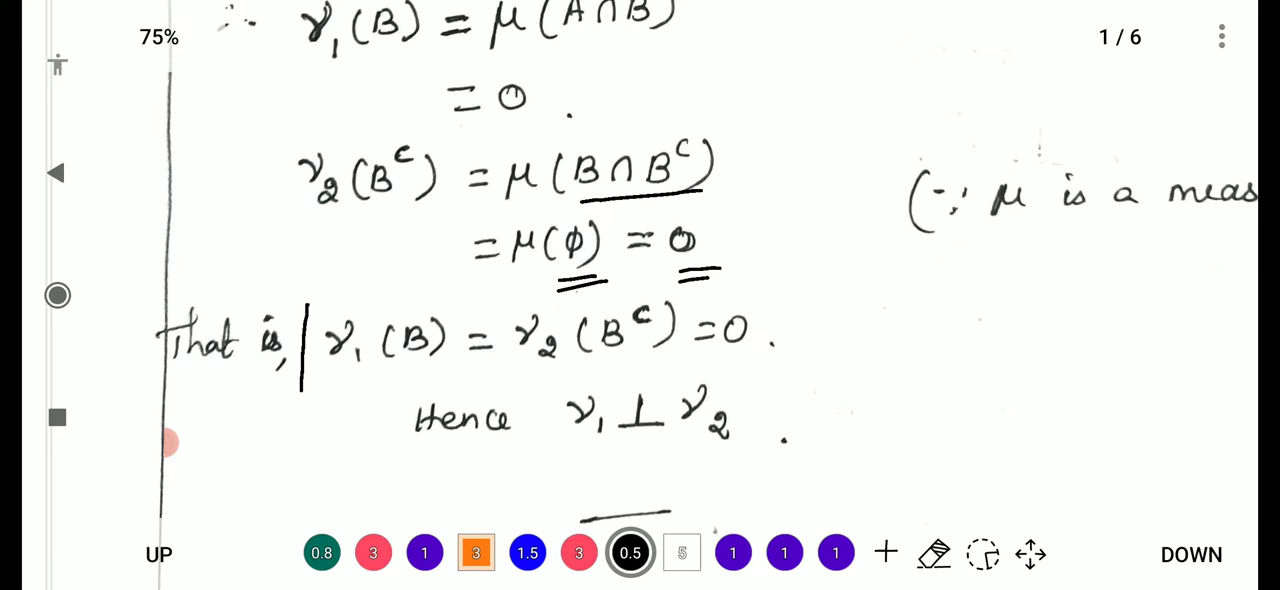 75%
1 / 6
∴ ν₁(B) = μ(A∩B)
= 0.
ν₂(Bᶜ) = μ(B∩Bᶜ) (∵ μ is a meas
= μ(ϕ) = 0
That is, ν₁(B) = ν₂(Bᶜ) = 0.
Hence ν₁ ⊥ ν₂.
UP 0.8 3 1 3 1.5 3 0.5 5 1 1 1 + DOWN